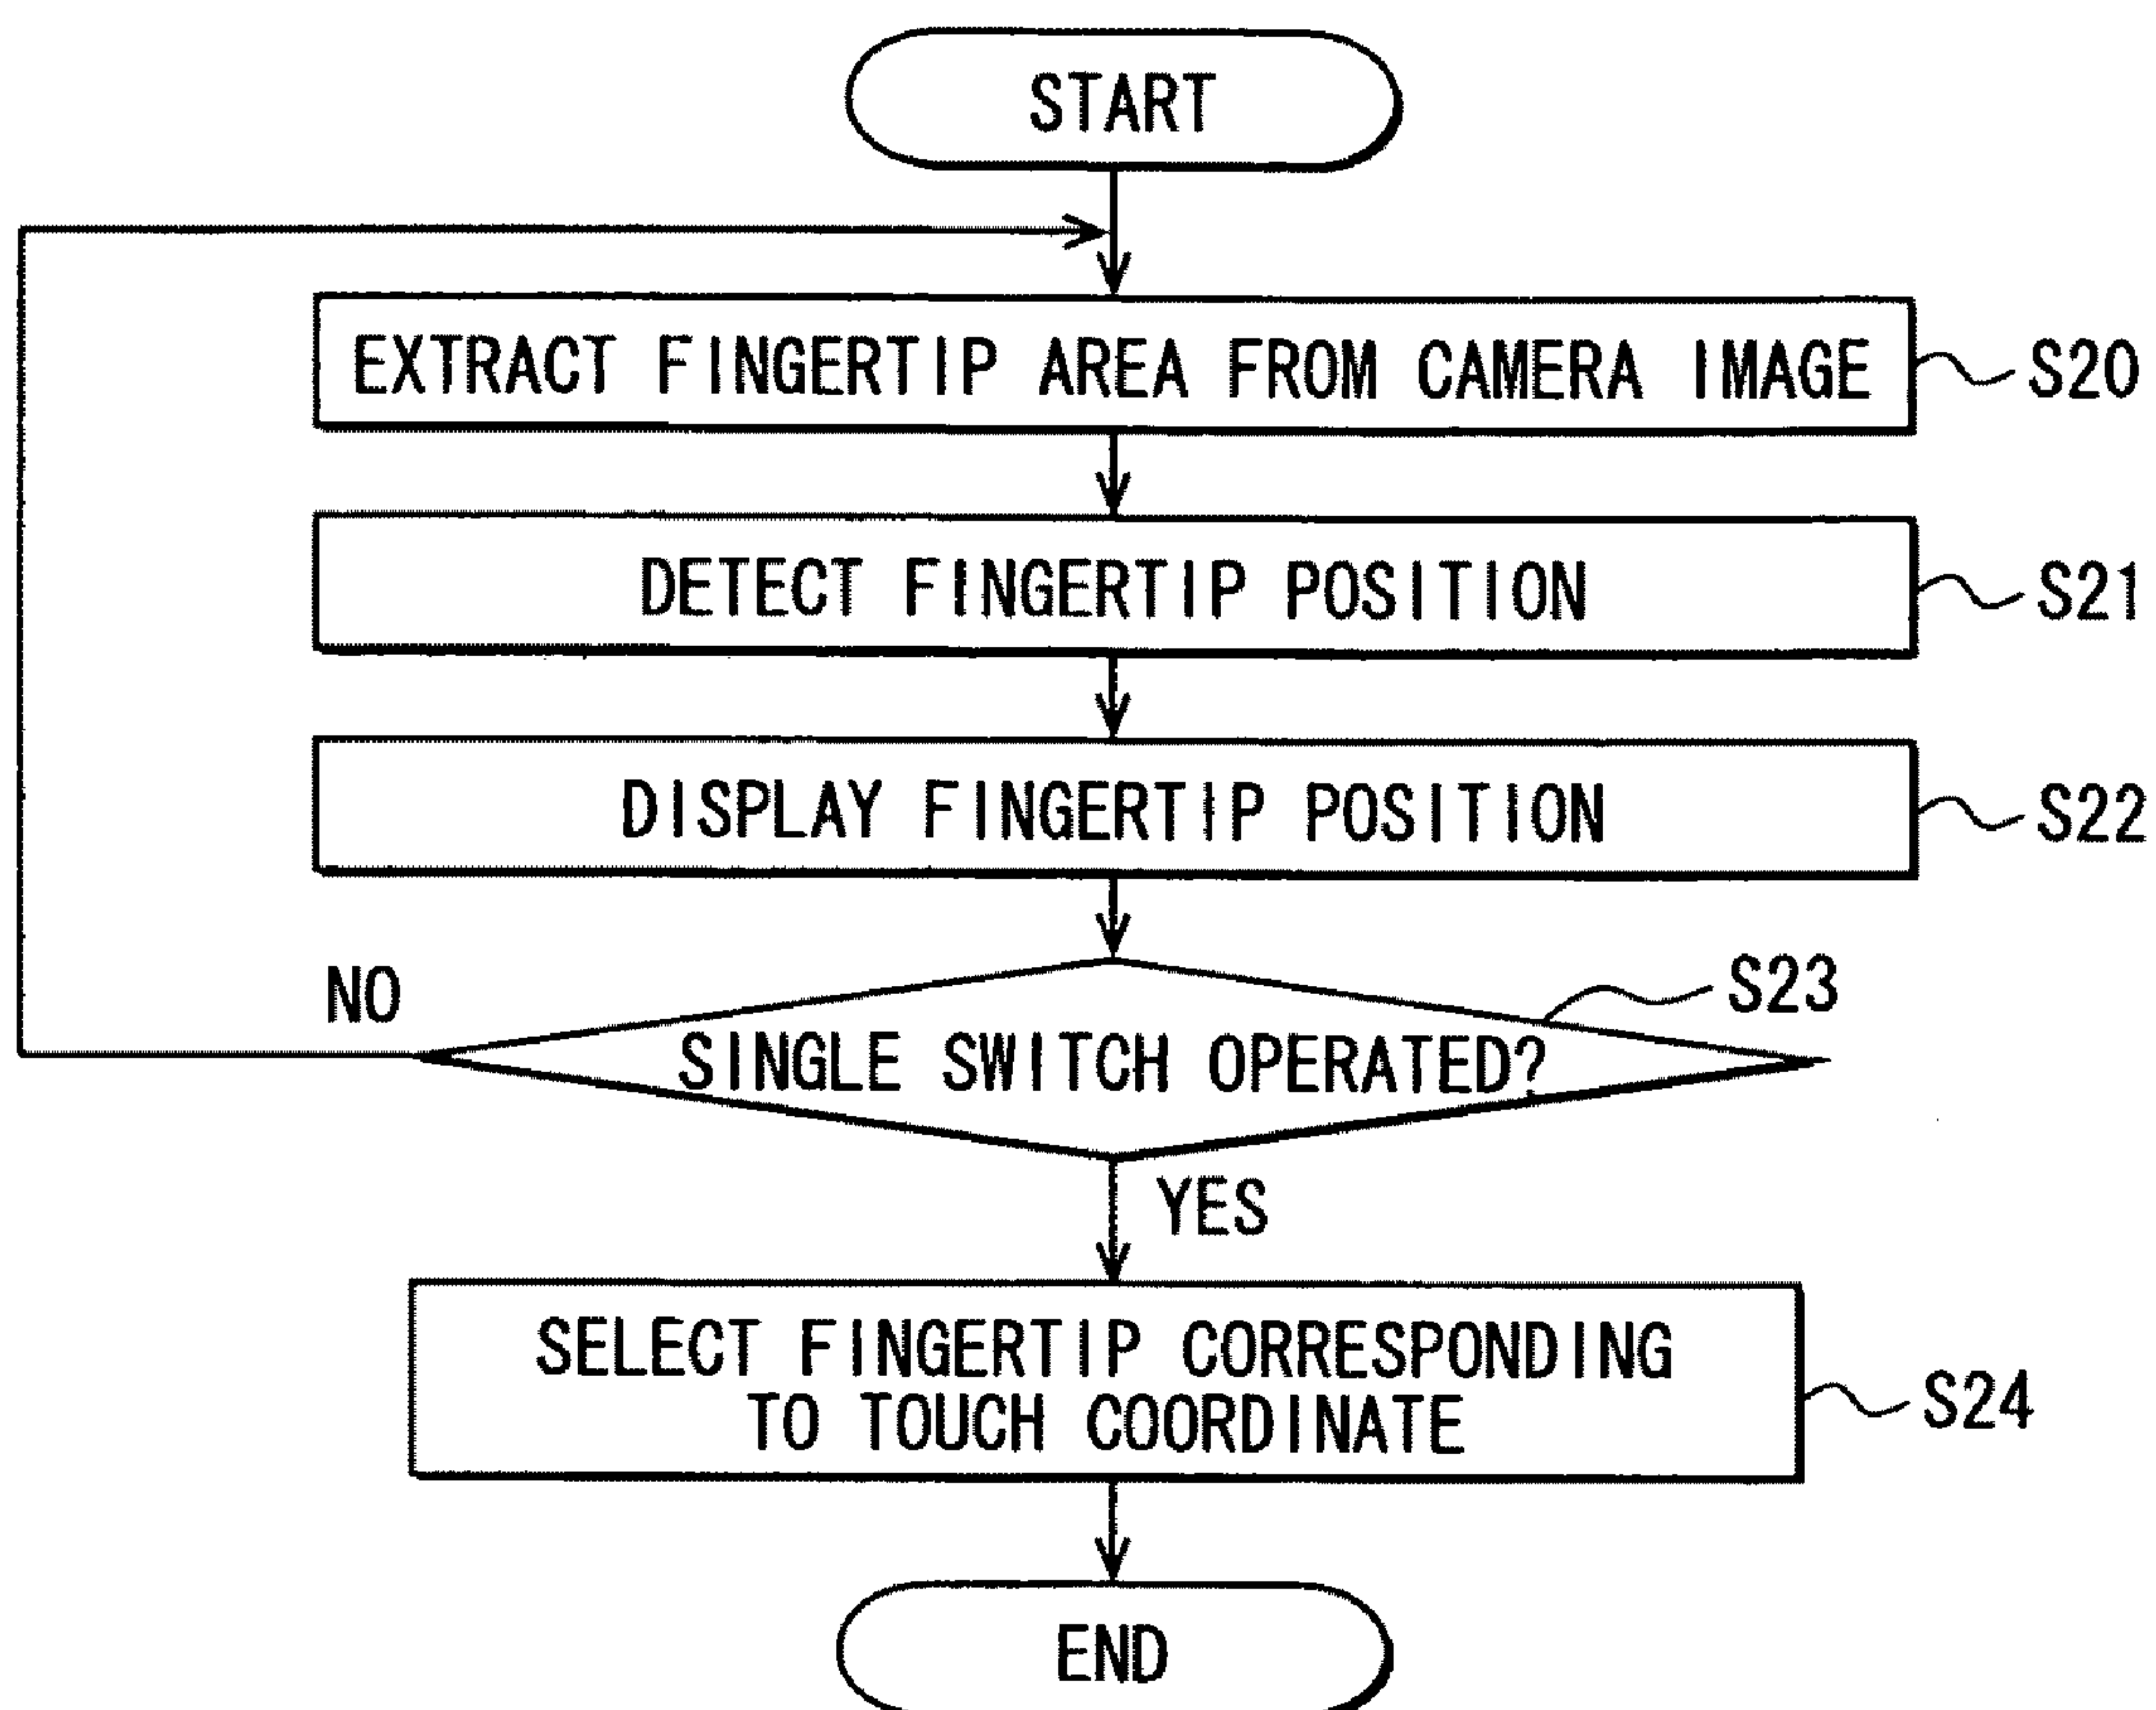 START
EXTRACT FINGERTIP AREA FROM CAMERA IMAGE
S20
DETECT FINGERTIP POSITION
S21
DISPLAY FINGERTIP POSITION
S22
NO
S23
SINGLE SWITCH OPERATED?
YES
SELECT FINGERTIP CORRESPONDING
TO TOUCH COORDINATE
S24
END